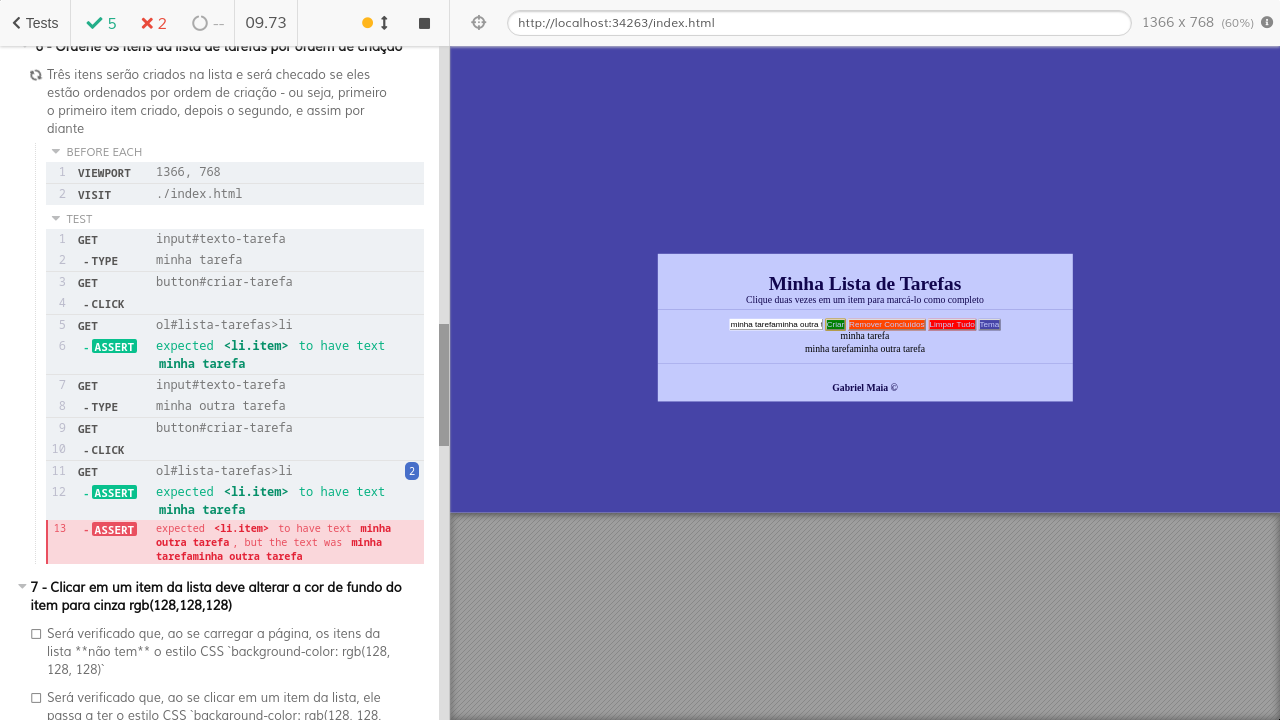 Tests
5
2
--
09.73
http://localhost:34263/index.html
1366 x 768 (60%)
6 - Ordene os itens da lista de tarefas por ordem de criação
Três itens serão criados na lista e será checado se eles
estão ordenados por ordem de criação - ou seja, primeiro
o primeiro item criado, depois o segundo, e assim por
diante
BEFORE EACH
1 VIEWPORT 1366, 768
2 VISIT ./index.html
TEST
1 GET input#texto-tarefa
2 -TYPE minha tarefa
3 GET button#criar-tarefa
4 -CLICK
5 GET ol#lista-tarefas>li
6 -ASSERT expected <li.item> to have text
minha tarefa
7 GET input#texto-tarefa
8 -TYPE minha outra tarefa
9 GET button#criar-tarefa
10 -CLICK
11 GET ol#lista-tarefas>li 2
12 -ASSERT expected <li.item> to have text
minha tarefa
13 -ASSERT expected <li.item> to have text minha
outra tarefa, but the text was minha
tarefaminha outra tarefa
7 - Clicar em um item da lista deve alterar a cor de fundo do
item para cinza rgb(128,128,128)
Será verificado que, ao se carregar a página, os itens da
lista **não tem** o estilo CSS `background-color: rgb(128,
128, 128)`
Será verificado que, ao se clicar em um item da lista, ele
passa a ter o estilo CSS `background-color: rgb(128, 128,
Minha Lista de Tarefas
Clique duas vezes em um item para marcá-lo como completo
minha tarefaminha outra Criar Remover Concluidos Limpar Tudo Tema
minha tarefa
minha tarefaminha outra tarefa
Gabriel Maia ©